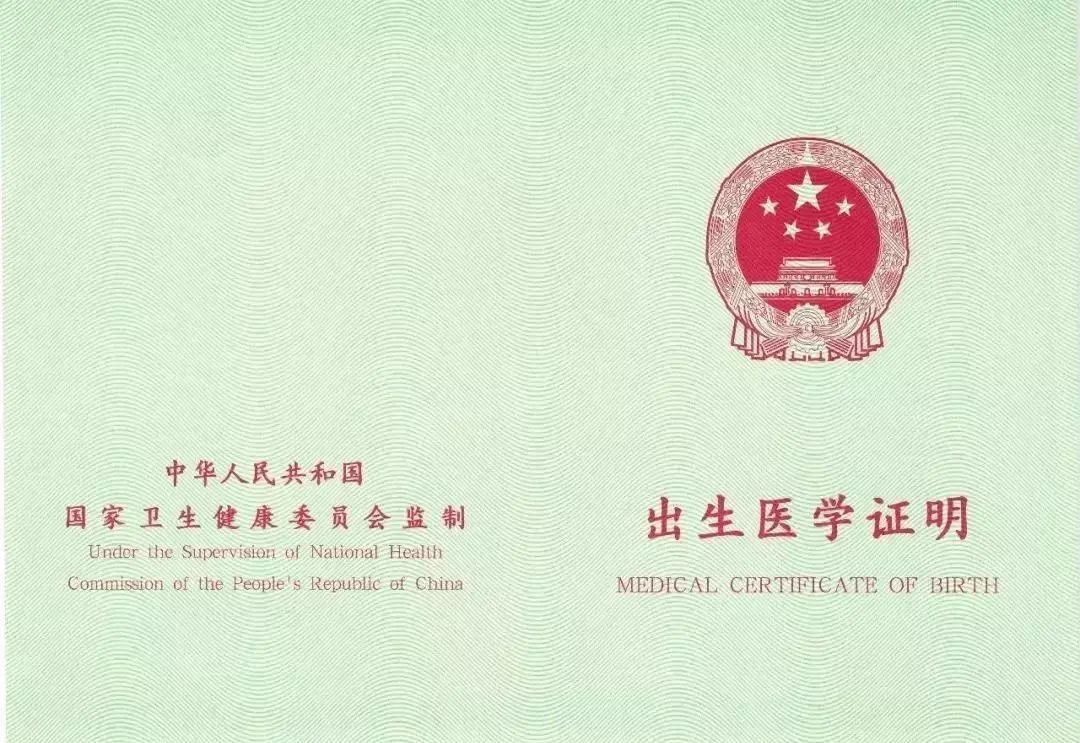 中华人民共和国
国家卫生健康委员会监制
Under the Supervision of National Health
Commission of the People's Republic of China
出生医学证明
MEDICAL CERTIFICATE OF BIRTH